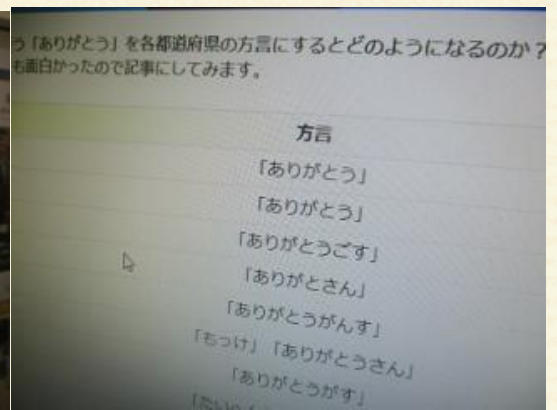 う「ありがとう」を各都道府県の方言にするとどのようになるのか?
も面白かったので記事にしてみます。
方言
「ありがとう」
「ありがとう」
「ありがとうごす」
「ありがとさん」
「ありがとうがんす」
「もっけ」「ありがとうさん」
「ありがとうがす」